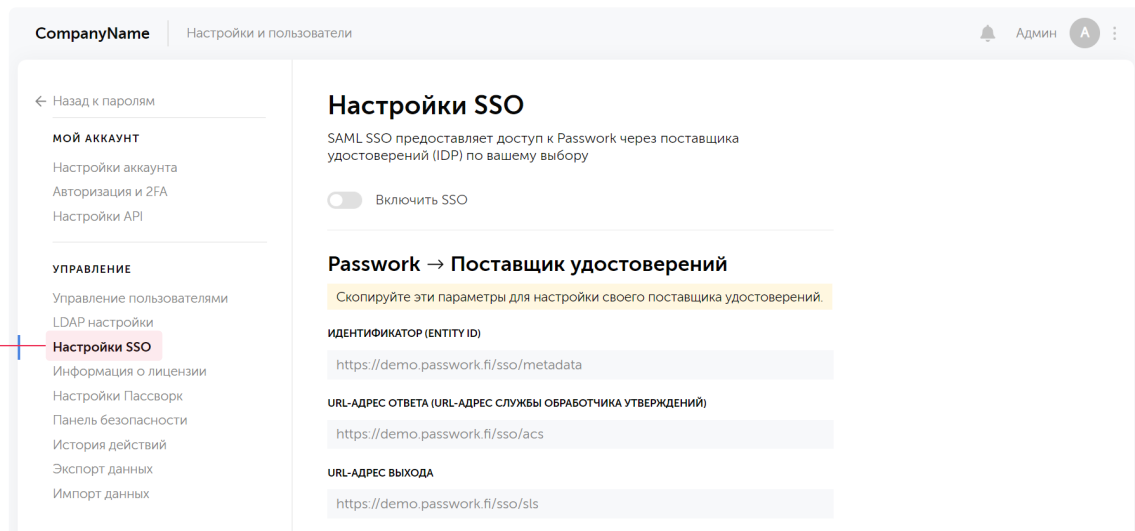 CompanyName
Настройки и пользователи
Админ
А
Назад к паролям
МОЙ АККАУНТ
Настройки аккаунта
Авторизация и 2FA
Настройки API
УПРАВЛЕНИЕ
Управление пользователями
LDAP настройки
Настройки SSO
Информация о лицензии
Настройки Пассворк
Панель безопасности
История действий
Экспорт данных
Импорт данных
Настройки SSO
SAML SSO предоставляет доступ к Passwork через поставщика
удостоверений (IDP) по вашему выбору
Включить SSO
Passwork → Поставщик удостоверений
Скопируйте эти параметры для настройки своего поставщика удостоверений.
ИДЕНТИФИКАТОР (ENTITY ID)
https://demo.passwork.fi/sso/metadata
URL-АДРЕС ОТВЕТА (URL-АДРЕС СЛУЖБЫ ОБРАБОТЧИКА УТВЕРЖДЕНИЙ)
https://demo.passwork.fi/sso/acs
URL-АДРЕС ВЫХОДА
https://demo.passwork.fi/sso/sls